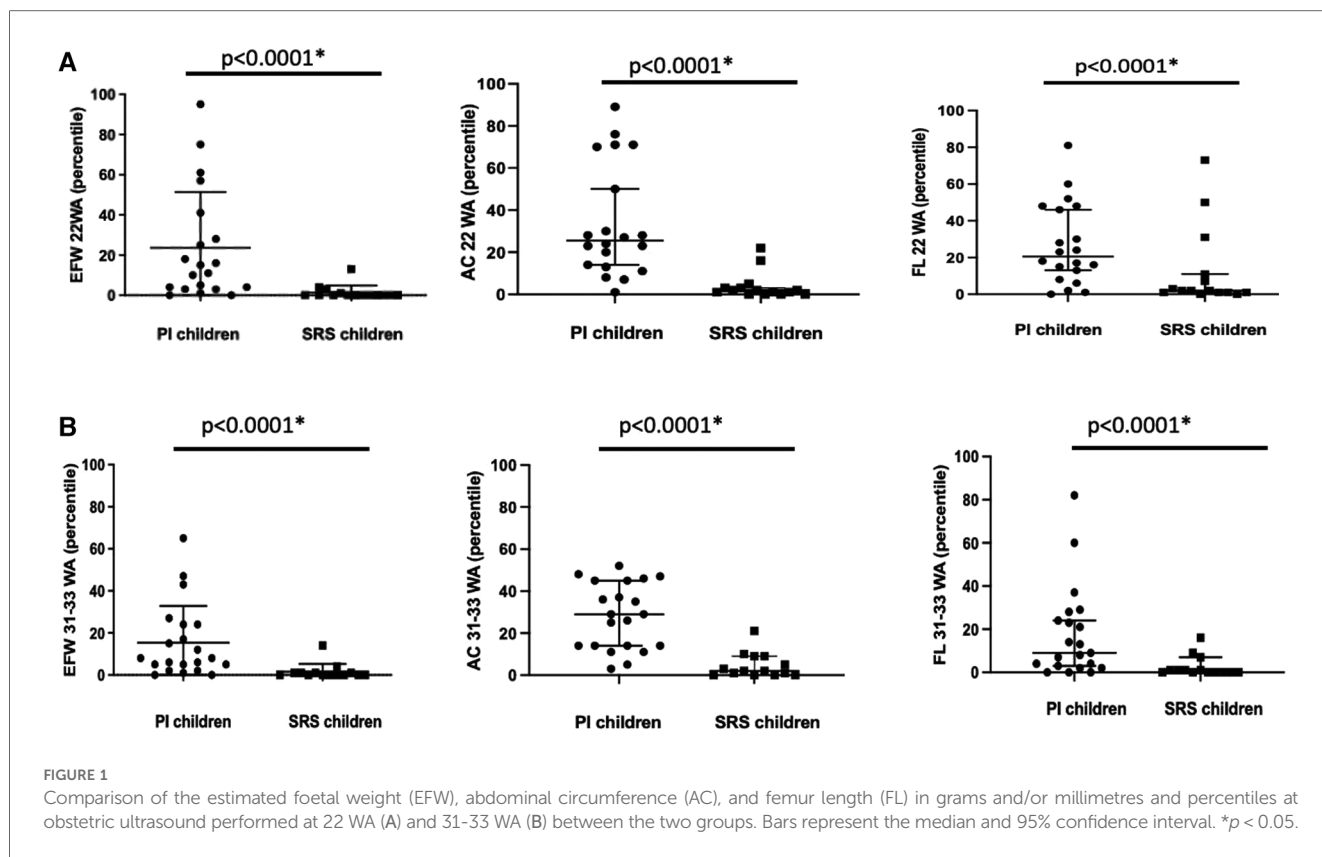 A
p<0.0001*
p<0.0001*
p<0.0001*
EFW 22WA (percentile)
100
80
60
40
20
0
PI children
SRS children
AC 22 WA (percentile)
100
80
60
40
20
0
PI children
SRS children
FL 22 WA (percentile)
100
80
60
40
20
0
PI children
SRS children
B
p<0.0001*
p<0.0001*
p<0.0001*
EFW 31-33 WA (percentile)
100
80
60
40
20
0
PI children
SRS children
AC 31-33 WA (percentile)
100
80
60
40
20
0
PI children
SRS children
FL 31-33 WA (percentile)
100
80
60
40
20
0
PI children
SRS children
FIGURE 1
Comparison of the estimated foetal weight (EFW), abdominal circumference (AC), and femur length (FL) in grams and/or millimetres and percentiles at
obstetric ultrasound performed at 22 WA (A) and 31-33 WA (B) between the two groups. Bars represent the median and 95% confidence interval. *p < 0.05.